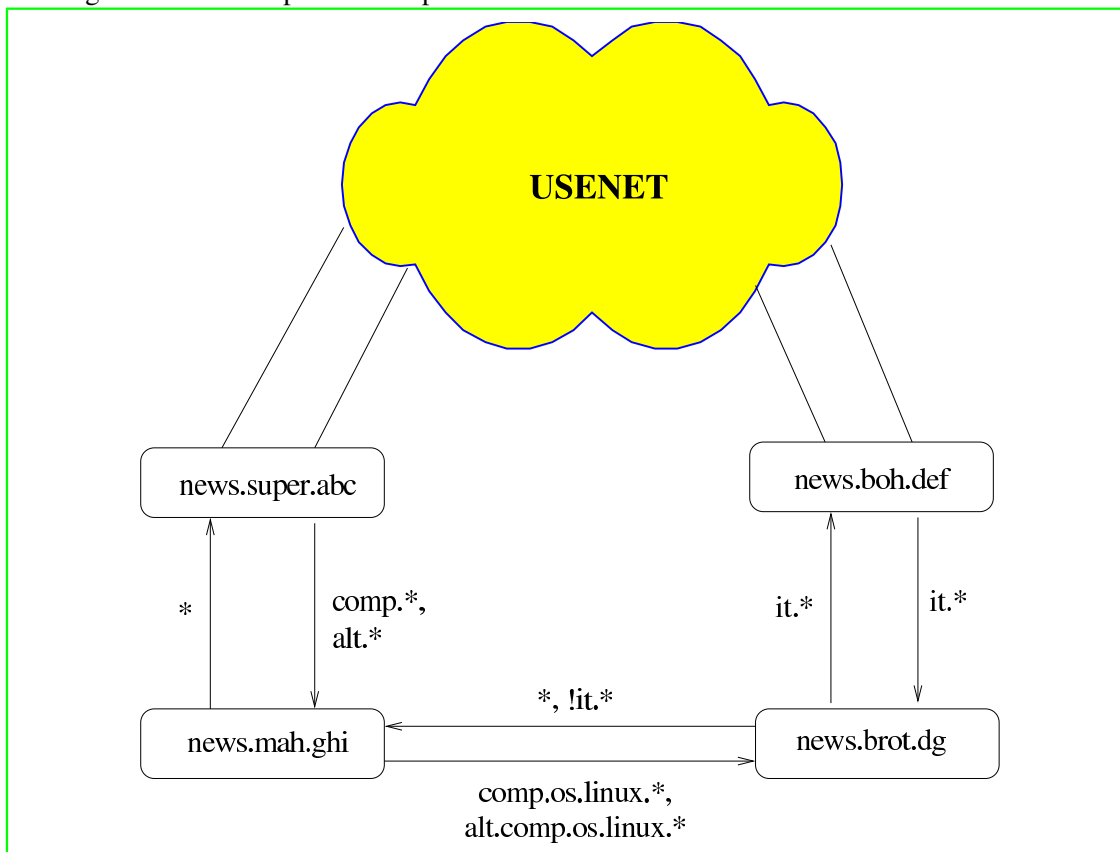 USENET
news.super.abc
news.boh.def
*
comp.*,
alt.*
it.*
it.*
*, !it.*
news.mah.ghi
news.brot.dg
comp.os.linux.*,
alt.comp.os.linux.*